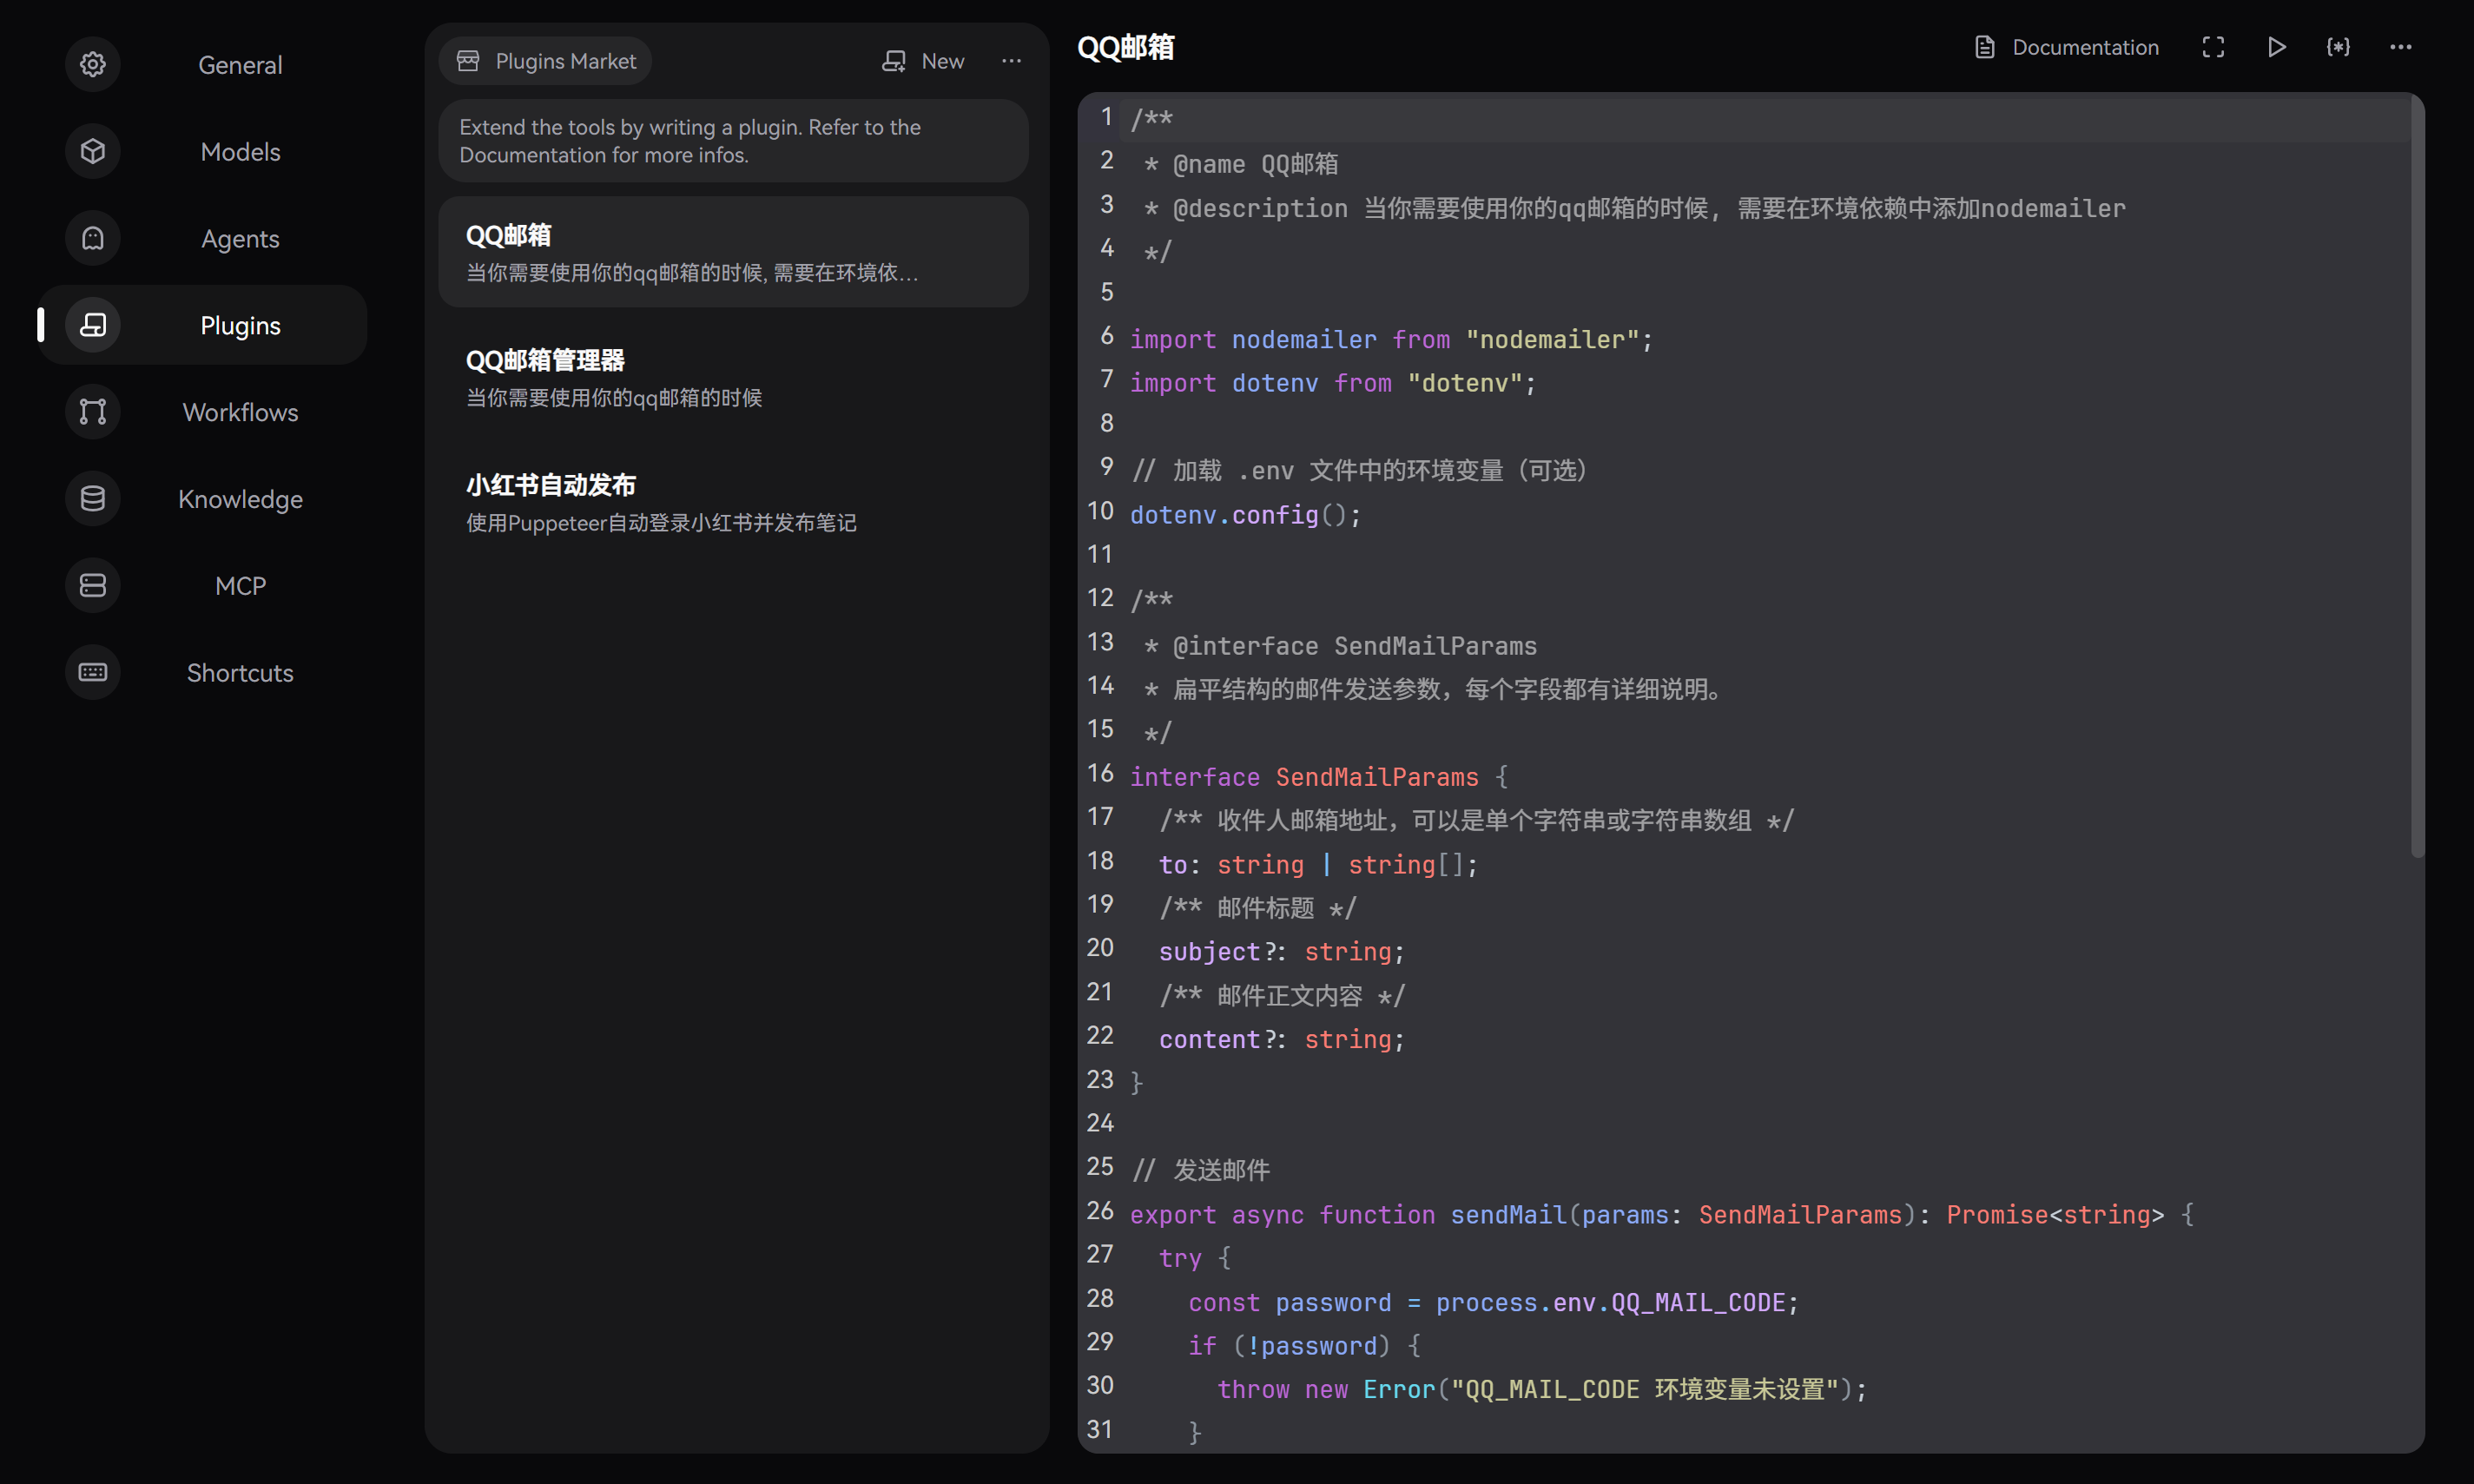 General
Models
Agents
Plugins
Workflows
Knowledge
MCP
Shortcuts
Plugins Market
New
Extend the tools by writing a plugin. Refer to the
Documentation for more infos.
QQ邮箱
当你需要使用你的qq邮箱的时候, 需要在环境依...
QQ邮箱管理器
当你需要使用你的qq邮箱的时候
小红书自动发布
使用Puppeteer自动登录小红书并发布笔记
QQ邮箱
Documentation
1 /**
2  * @name QQ邮箱
3  * @description 当你需要使用你的qq邮箱的时候, 需要在环境依赖中添加nodemailer
4  */
5
6 import nodemailer from "nodemailer";
7 import dotenv from "dotenv";
8
9 // 加载 .env 文件中的环境变量（可选）
10 dotenv.config();
11
12 /**
13  * @interface SendMailParams
14  * 扁平结构的邮件发送参数，每个字段都有详细说明。
15  */
16 interface SendMailParams {
17   /** 收件人邮箱地址，可以是单个字符串或字符串数组 */
18   to: string | string[];
19   /** 邮件标题 */
20   subject?: string;
21   /** 邮件正文内容 */
22   content?: string;
23 }
24
25 // 发送邮件
26 export async function sendMail(params: SendMailParams): Promise<string> {
27   try {
28     const password = process.env.QQ_MAIL_CODE;
29     if (!password) {
30       throw new Error("QQ_MAIL_CODE 环境变量未设置");
31     }